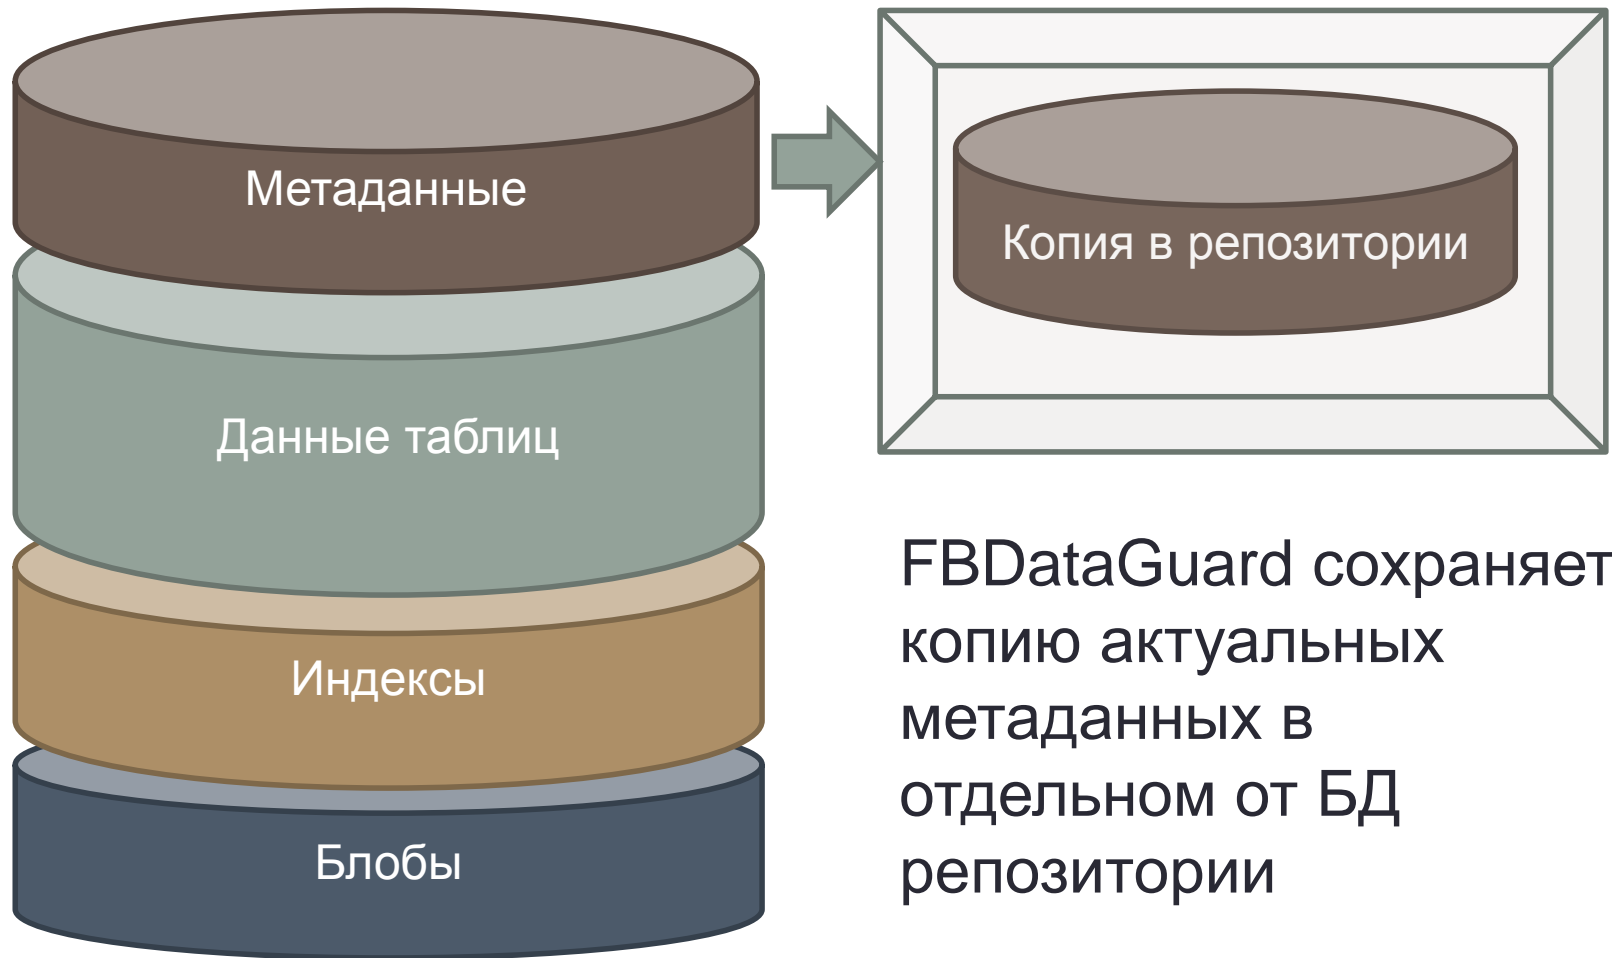 Метаданные
Данные таблиц
Индексы
Блобы
Копия в репозитории
FBDataGuard сохраняет
копию актуальных
метаданных в
отдельном от БД
репозитории